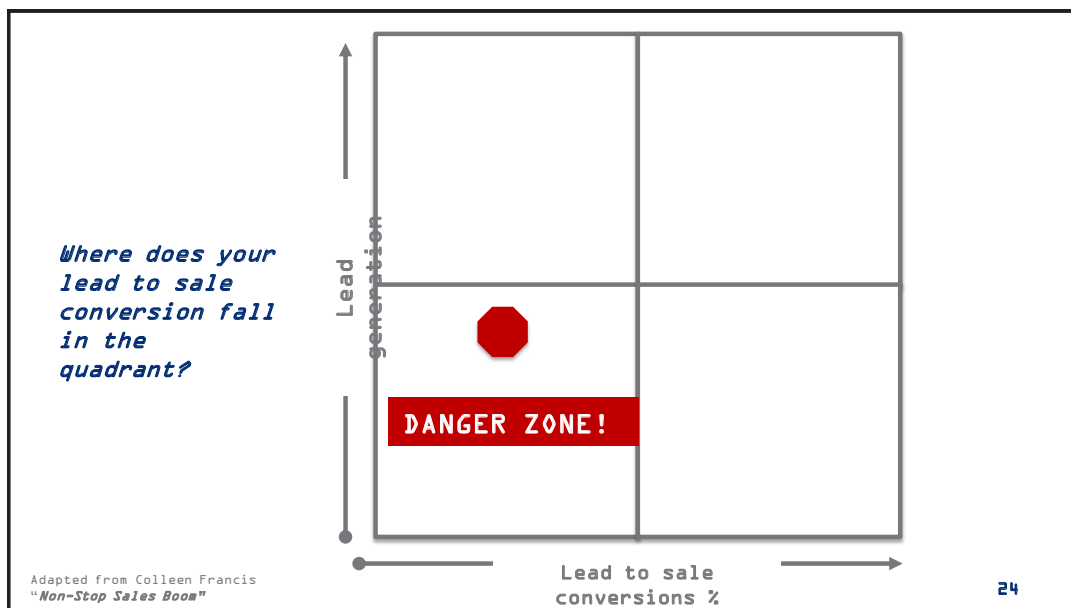 Where does your
lead to sale
conversion fall
in the
quadrant?
Lead
generation
DANGER ZONE!
Lead to sale
conversions %
Adapted from Colleen Francis
“Non-Stop Sales Boom”
24